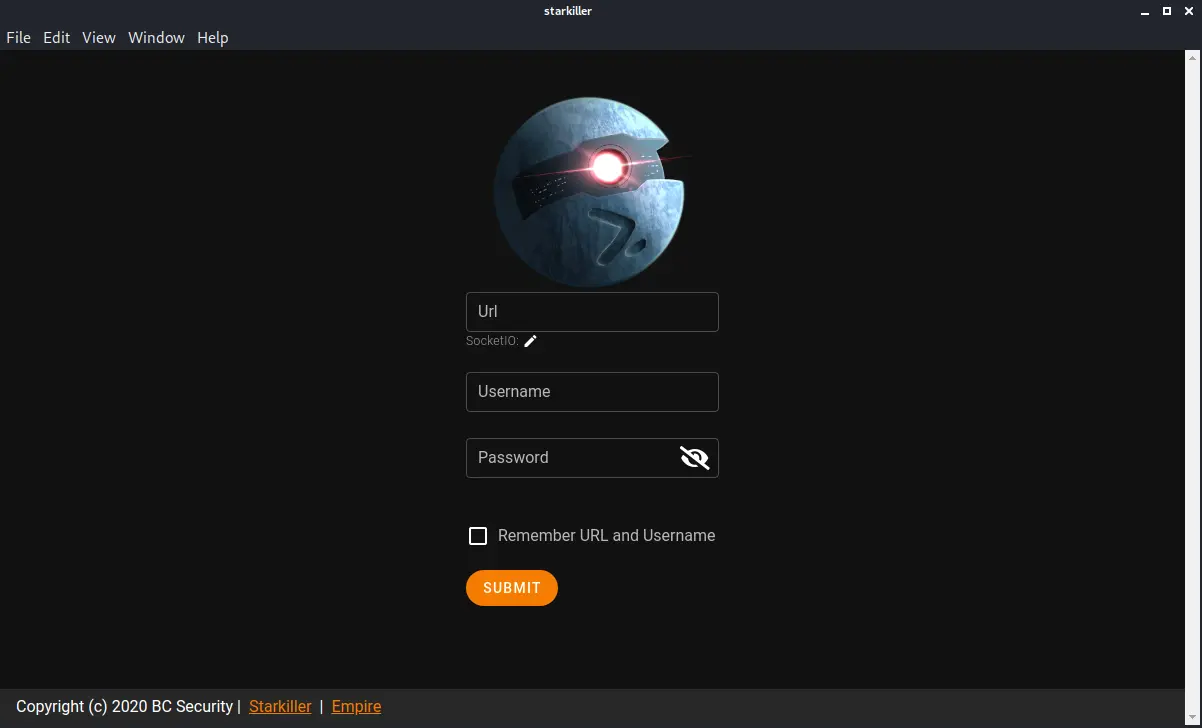 starkiller
File Edit View Window Help
Url
SocketIO:
Username
Password
Remember URL and Username
SUBMIT
Copyright (c) 2020 BC Security | Starkiller | Empire